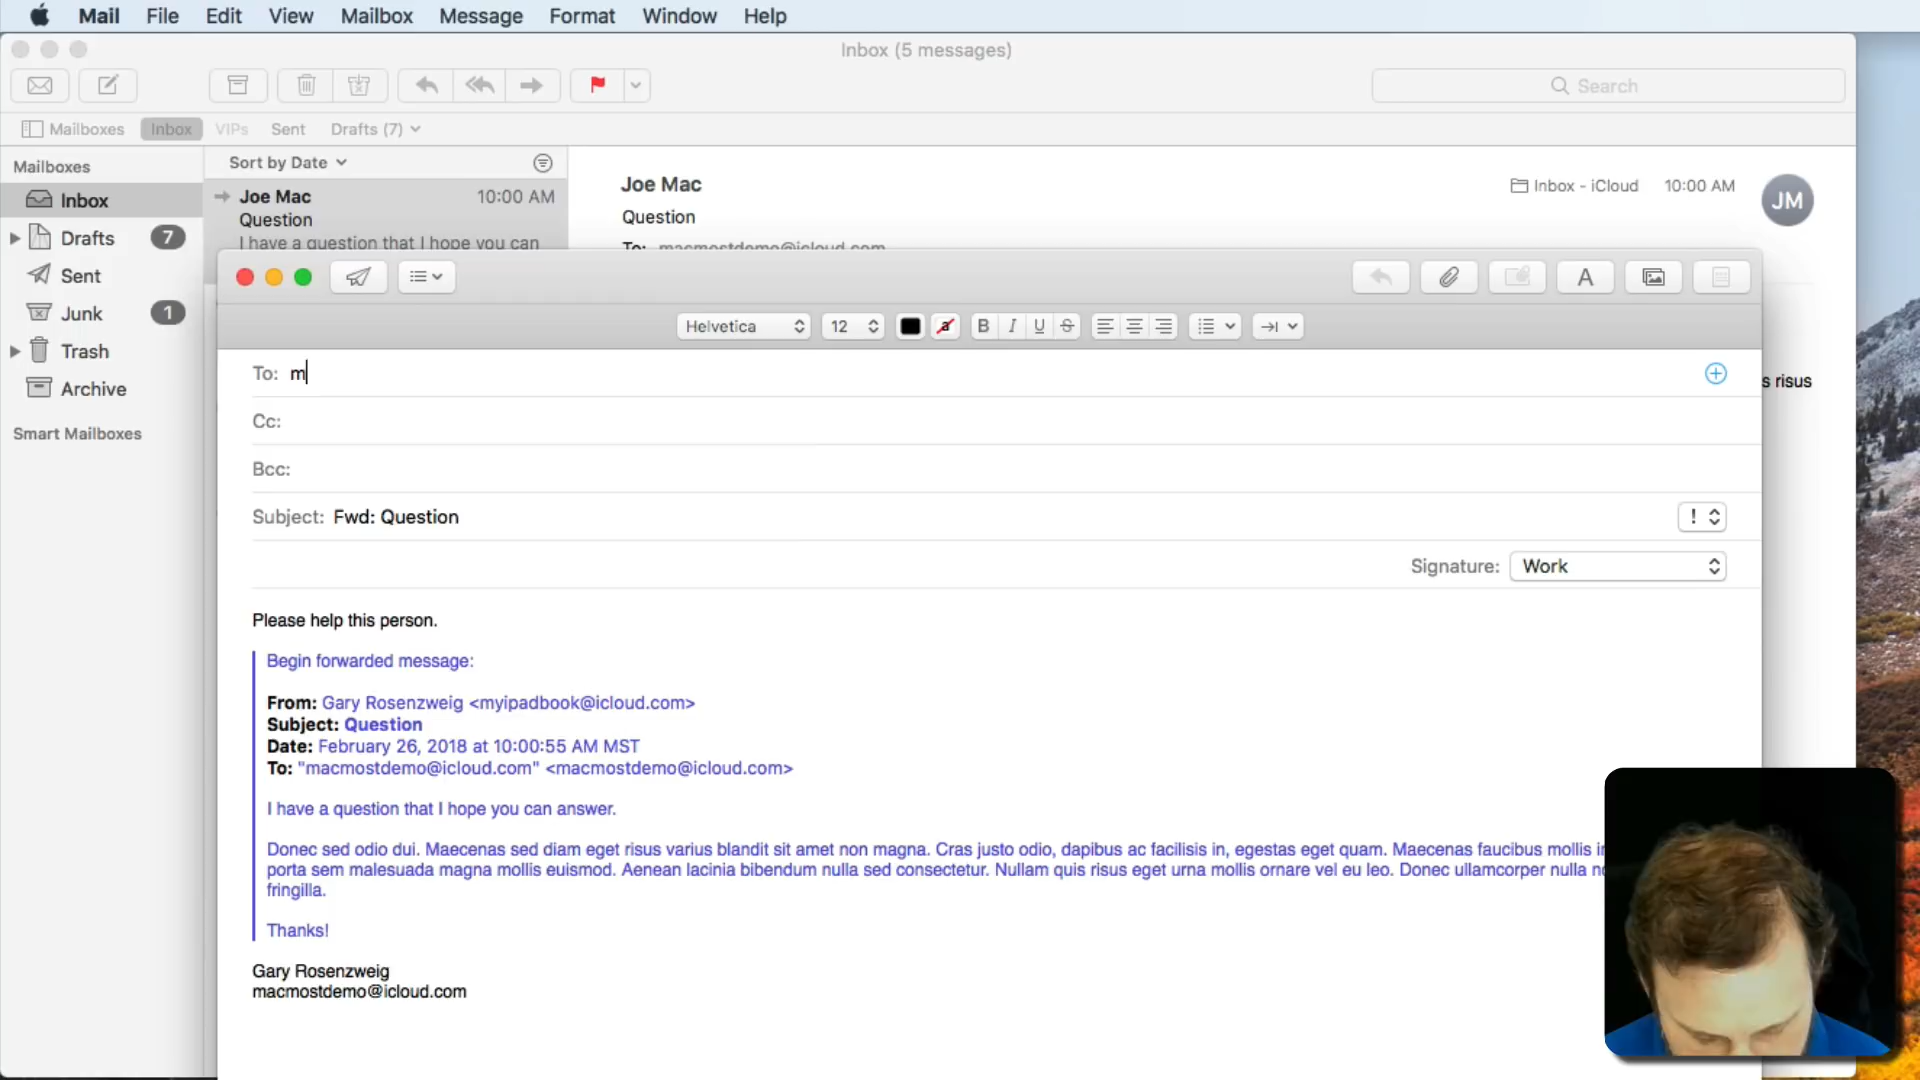 Mail File Edit View Mailbox Message Format Window Help
Inbox (5 messages)
Search
Mailboxes Inbox VIPs Sent Drafts (7)
Mailboxes
Inbox
Drafts 7
Sent
Junk 1
Trash
Archive
Smart Mailboxes
Sort by Date
Joe Mac 10:00 AM
Question
I have a question that I hope you can
Joe Mac
Inbox - iCloud 10:00 AM
JM
Question
To: macmostdemo@icloud.com
s risus
A
Helvetica 12 a B I U S
To: m
Cc:
Bcc:
Subject: Fwd: Question
!
Signature: Work
Please help this person.
Begin forwarded message:
From: Gary Rosenzweig <myipadbook@icloud.com>
Subject: Question
Date: February 26, 2018 at 10:00:55 AM MST
To: "macmostdemo@icloud.com" <macmostdemo@icloud.com>
I have a question that I hope you can answer.
Donec sed odio dui. Maecenas sed diam eget risus varius blandit sit amet non magna. Cras justo odio, dapibus ac facilisis in, egestas eget quam. Maecenas faucibus mollis
porta sem malesuada magna mollis euismod. Aenean lacinia bibendum nulla sed consectetur. Nullam quis risus eget urna mollis ornare vel eu leo. Donec ullamcorper nulla
fringilla.
Thanks!
Gary Rosenzweig
macmostdemo@icloud.com